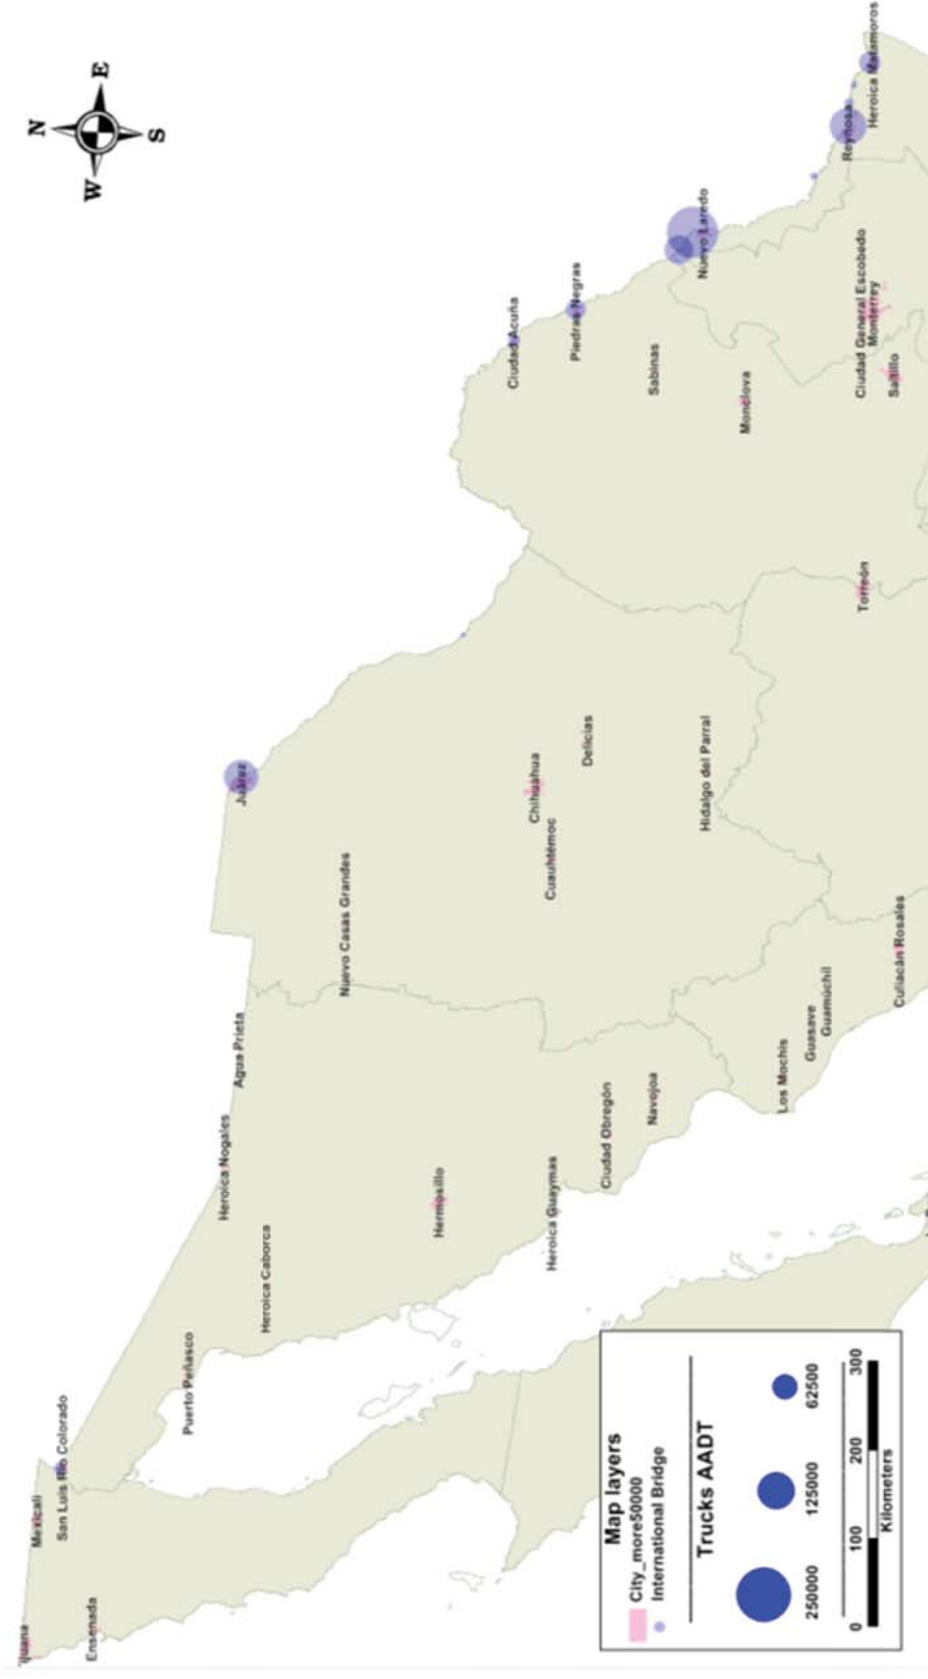 N
W E
S
Tijuana
Mexicali
San Luis Río Colorado
Ensenada
Puerto Peñasco
Heroica Nogales
Agua Prieta
Juárez
Heroica Caborca
Nuevo Casas Grandes
Hermosillo
Ciudad Acuña
Chihuahua
Cuauhtémoc
Heroica Guaymas
Piedras Negras
Delicias
Ciudad Obregón
Navojoa
Sabinas
Nuevo Laredo
Hidalgo del Parral
Monclova
Los Mochis
Guasave
Guamúchil
Reynosa
Heroica Matamoros
Ciudad General Escobedo
Monterrey
Torreón
Saltillo
Culiacán Rosales
Map layers
City_more50000
International Bridge
Trucks AADT
250000 125000 62500
0 100 200 300
Kilometers